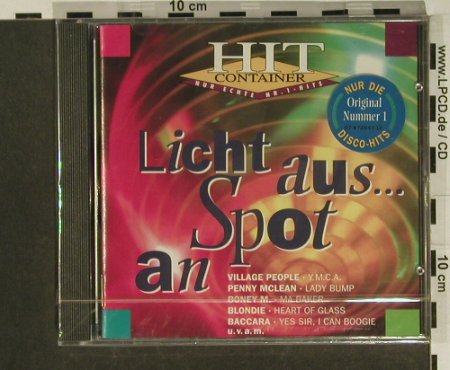 10 cm
HIT
CONTAINER
NUR ECHTE NR. 1 - HITS
NUR DIE
Original
Nummer 1
DISCO-HITS
Licht aus...
Spot
an
VILLAGE PEOPLE · Y.M.C.A.
PENNY MCLEAN · LADY BUMP
BONEY M. · MA BAKER
BLONDIE · HEART OF GLASS
BACCARA · YES SIR, I CAN BOOGIE
u.v.a.m.
www.LPCD.de / CD
10 cm